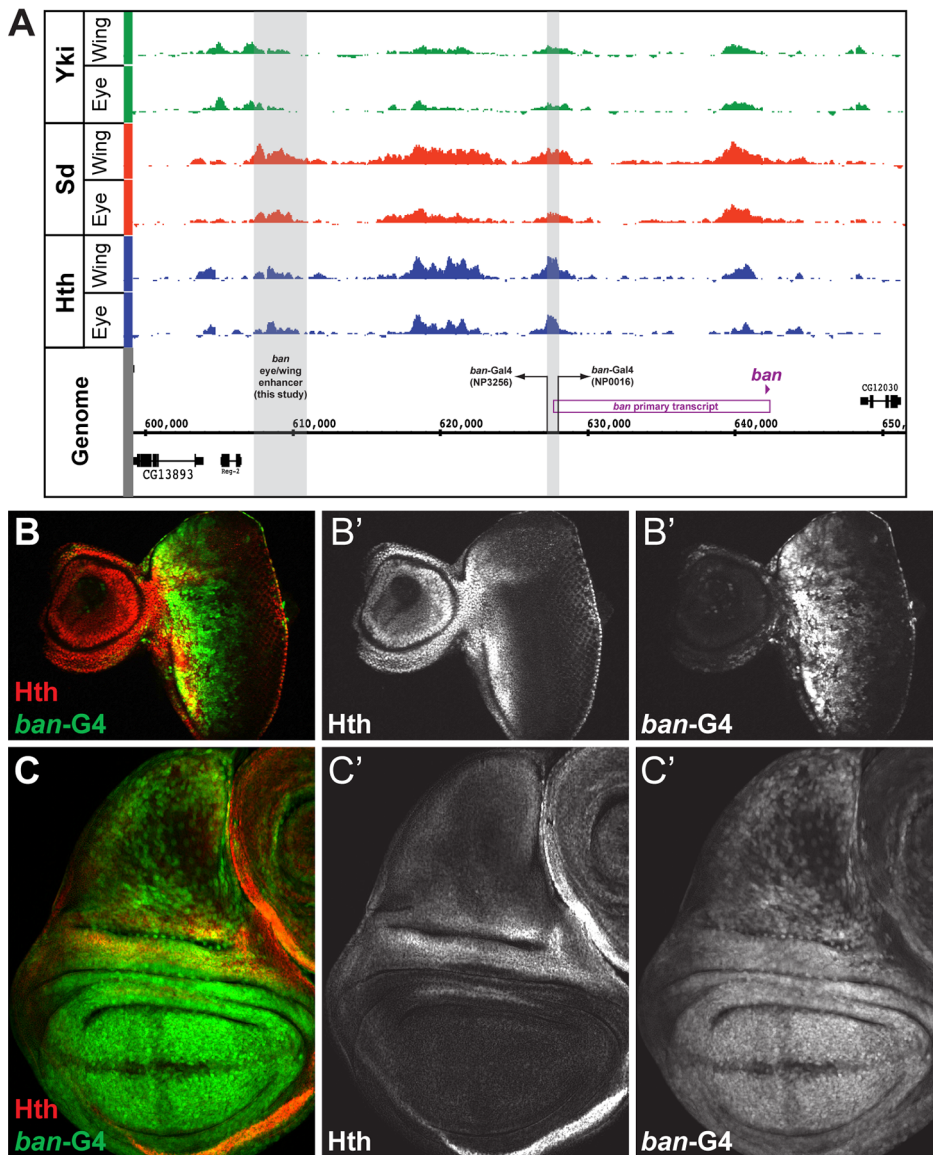 A
Yki
Wing
Eye
Sd
Wing
Eye
Hth
Wing
Eye
Genome
ban
eye/wing
enhancer
(this study)
ban-Gal4
(NP3256)
ban-Gal4
(NP0016)
ban
ban primary transcript
CG12030
600,000
610,000
620,000
630,000
640,000
650,
CG13893
Reg-2
B
Hth
ban-G4
B'
Hth
B'
ban-G4
C
Hth
ban-G4
C'
Hth
C'
ban-G4